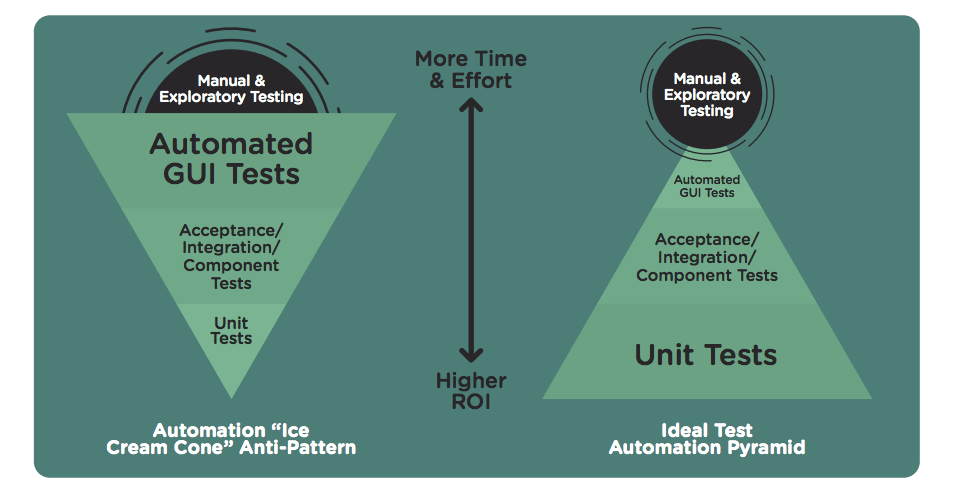 Manual &
Exploratory Testing
Automated
GUI Tests
Acceptance/
Integration/
Component
Tests
Unit
Tests
Automation “Ice
Cream Cone” Anti-Pattern
More Time
& Effort
Higher
ROI
Manual &
Exploratory
Testing
Automated
GUI Tests
Acceptance/
Integration/
Component Tests
Unit Tests
Ideal Test
Automation Pyramid